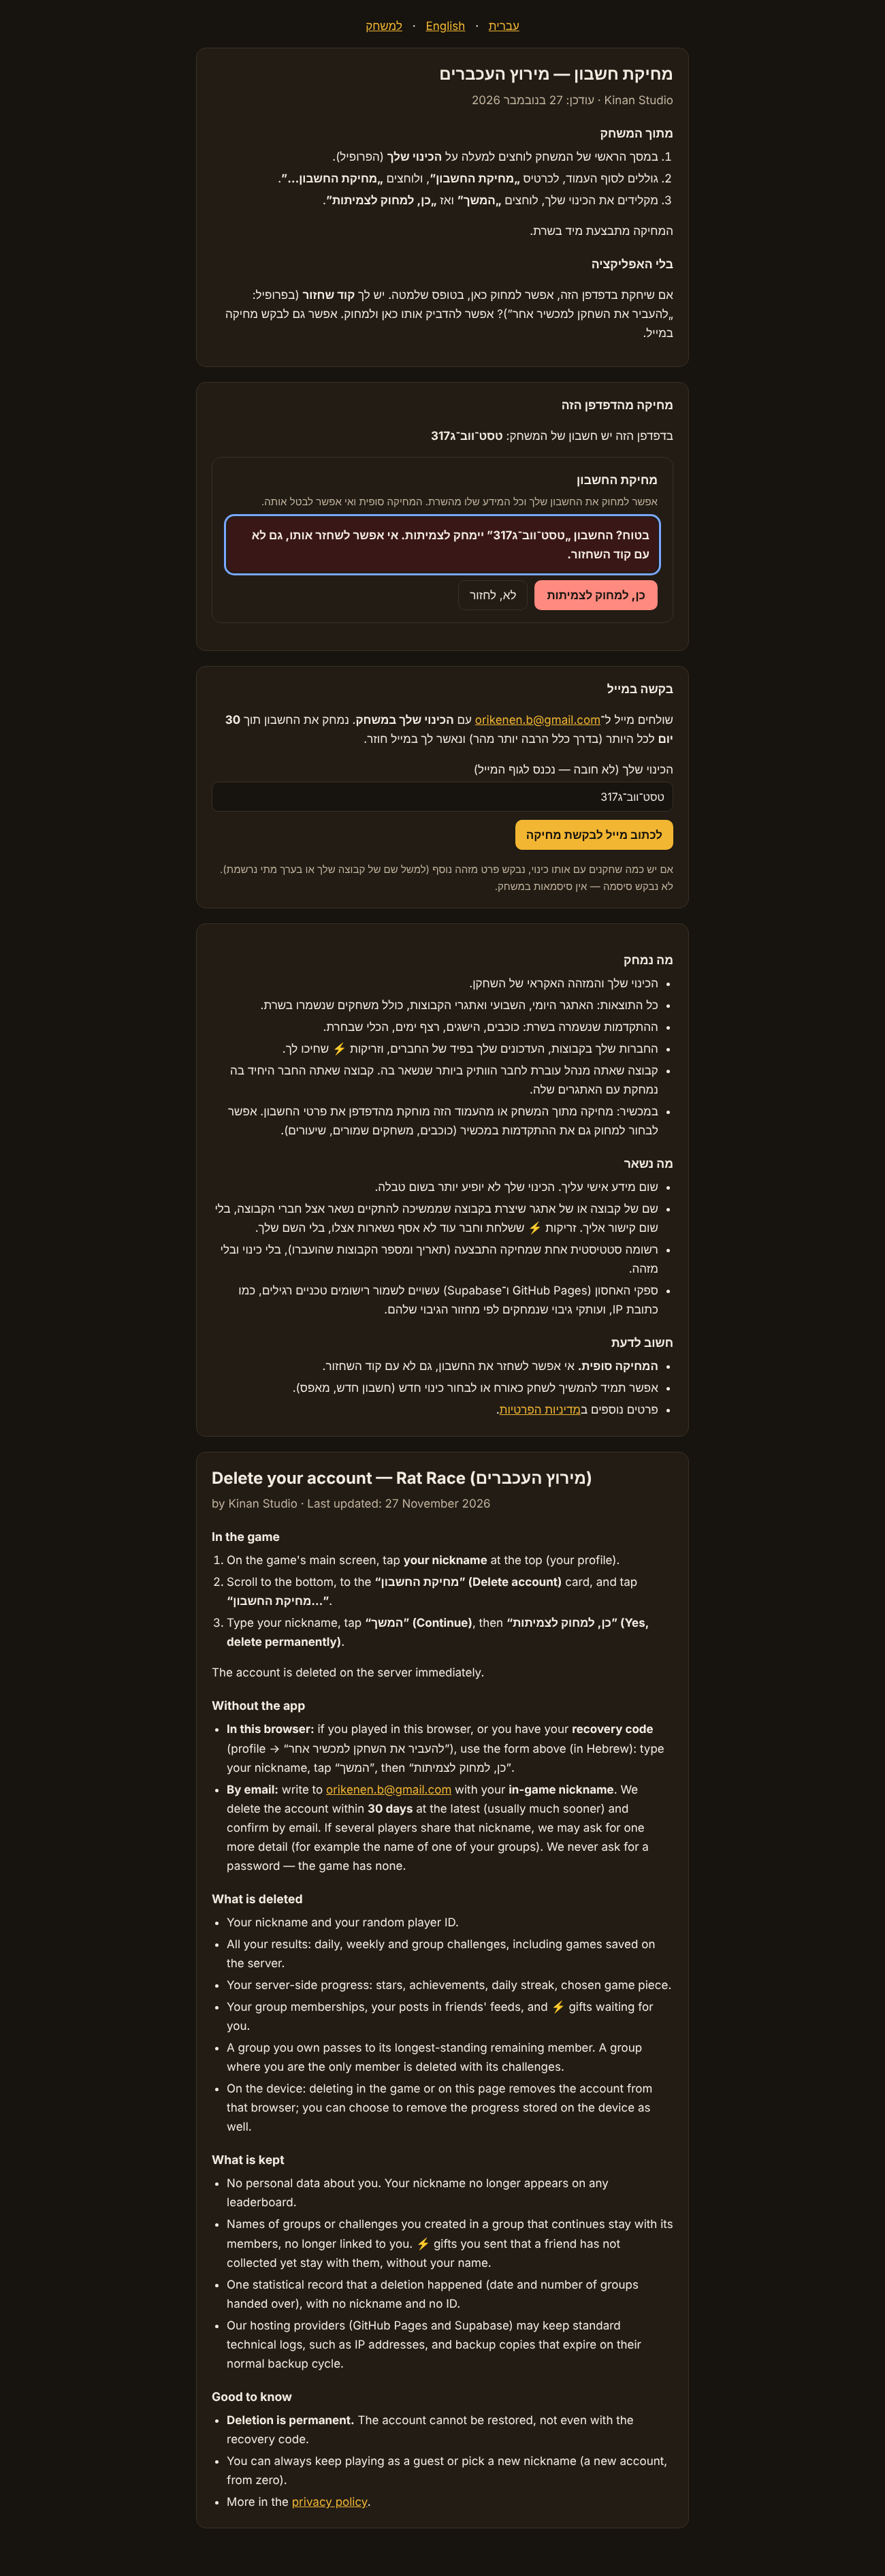 עברית · English · למשחק
מחיקת חשבון — מירוץ העכברים
Kinan Studio · עודכן: 27 בנובמבר 2026
מתוך המשחק
1. במסך הראשי של המשחק לוחצים למעלה על הכינוי שלך (הפרופיל).
2. גוללים לסוף העמוד, לכרטיס „מחיקת החשבון”, ולוחצים „מחיקת החשבון…”.
3. מקלידים את הכינוי שלך, לוחצים „המשך” ואז „כן, למחוק לצמיתות”.
המחיקה מתבצעת מיד בשרת.
בלי האפליקציה
אם שיחקת בדפדפן הזה, אפשר למחוק כאן, בטופס שלמטה. יש לך קוד שחזור (בפרופיל:
„להעביר את השחקן למכשיר אחר”)? אפשר להדביק אותו כאן ולמחוק. אפשר גם לבקש מחיקה
במייל.
מחיקה מהדפדפן הזה
בדפדפן הזה יש חשבון של המשחק: טסט־ווב־ג317
מחיקת החשבון
אפשר למחוק את החשבון שלך וכל המידע שלו מהשרת. המחיקה סופית ואי אפשר לבטל אותה.
בטוח? החשבון „טסט־ווב־ג317” יימחק לצמיתות. אי אפשר לשחזר אותו, גם לא
עם קוד השחזור.
כן, למחוק לצמיתות
לא, לחזור
בקשה במייל
שולחים מייל ל־orikenen.b@gmail.com עם הכינוי שלך במשחק. נמחק את החשבון תוך 30
יום לכל היותר (בדרך כלל הרבה יותר מהר) ונאשר לך במייל חוזר.
הכינוי שלך (לא חובה — נכנס לגוף המייל)
טסט־ווב־ג317
לכתוב מייל לבקשת מחיקה
אם יש כמה שחקנים עם אותו כינוי, נבקש פרט מזהה נוסף (למשל שם של קבוצה שלך או בערך מתי נרשמת).
לא נבקש סיסמה — אין סיסמאות במשחק.
מה נמחק
• הכינוי שלך והמזהה האקראי של השחקן.
• כל התוצאות: האתגר היומי, השבועי ואתגרי הקבוצות, כולל משחקים שנשמרו בשרת.
• ההתקדמות שנשמרה בשרת: כוכבים, הישגים, רצף ימים, הכלי שבחרת.
• החברות שלך בקבוצות, העדכונים שלך בפיד של החברים, וזריקות ⚡ שחיכו לך.
• קבוצה שאתה מנהל עוברת לחבר הוותיק ביותר שנשאר בה. קבוצה שאתה החבר היחיד בה
נמחקת עם האתגרים שלה.
• במכשיר: מחיקה מתוך המשחק או מהעמוד הזה מוחקת מהדפדפן את פרטי החשבון. אפשר
לבחור למחוק גם את ההתקדמות במכשיר (כוכבים, משחקים שמורים, שיעורים).
מה נשאר
• שום מידע אישי עליך. הכינוי שלך לא יופיע יותר בשום טבלה.
• שם של קבוצה או של אתגר שיצרת בקבוצה שממשיכה להתקיים נשאר אצל חברי הקבוצה, בלי
שום קישור אליך. זריקות ⚡ ששלחת וחבר עוד לא אסף נשארות אצלו, בלי השם שלך.
• רשומה סטטיסטית אחת שמחיקה התבצעה (תאריך ומספר הקבוצות שהועברו), בלי כינוי ובלי
מזהה.
• ספקי האחסון (GitHub Pages ו־Supabase) עשויים לשמור רישומים טכניים רגילים, כמו
כתובת IP, ועותקי גיבוי שנמחקים לפי מחזור הגיבוי שלהם.
חשוב לדעת
• המחיקה סופית. אי אפשר לשחזר את החשבון, גם לא עם קוד השחזור.
• אפשר תמיד להמשיך לשחק כאורח או לבחור כינוי חדש (חשבון חדש, מאפס).
• פרטים נוספים במדיניות הפרטיות.
Delete your account — Rat Race (מירוץ העכברים)
by Kinan Studio · Last updated: 27 November 2026
In the game
1. On the game's main screen, tap your nickname at the top (your profile).
2. Scroll to the bottom, to the “מחיקת החשבון” (Delete account) card, and tap
“מחיקת החשבון…”.
3. Type your nickname, tap “המשך” (Continue), then “כן, למחוק לצמיתות” (Yes,
delete permanently).
The account is deleted on the server immediately.
Without the app
• In this browser: if you played in this browser, or you have your recovery code
(profile → “להעביר את השחקן למכשיר אחר”), use the form above (in Hebrew): type
your nickname, tap “המשך”, then “כן, למחוק לצמיתות”.
• By email: write to orikenen.b@gmail.com with your in-game nickname. We
delete the account within 30 days at the latest (usually much sooner) and
confirm by email. If several players share that nickname, we may ask for one
more detail (for example the name of one of your groups). We never ask for a
password — the game has none.
What is deleted
• Your nickname and your random player ID.
• All your results: daily, weekly and group challenges, including games saved on
the server.
• Your server-side progress: stars, achievements, daily streak, chosen game piece.
• Your group memberships, your posts in friends' feeds, and ⚡ gifts waiting for
you.
• A group you own passes to its longest-standing remaining member. A group
where you are the only member is deleted with its challenges.
• On the device: deleting in the game or on this page removes the account from
that browser; you can choose to remove the progress stored on the device as
well.
What is kept
• No personal data about you. Your nickname no longer appears on any
leaderboard.
• Names of groups or challenges you created in a group that continues stay with its
members, no longer linked to you. ⚡ gifts you sent that a friend has not
collected yet stay with them, without your name.
• One statistical record that a deletion happened (date and number of groups
handed over), with no nickname and no ID.
• Our hosting providers (GitHub Pages and Supabase) may keep standard
technical logs, such as IP addresses, and backup copies that expire on their
normal backup cycle.
Good to know
• Deletion is permanent. The account cannot be restored, not even with the
recovery code.
• You can always keep playing as a guest or pick a new nickname (a new account,
from zero).
• More in the privacy policy.